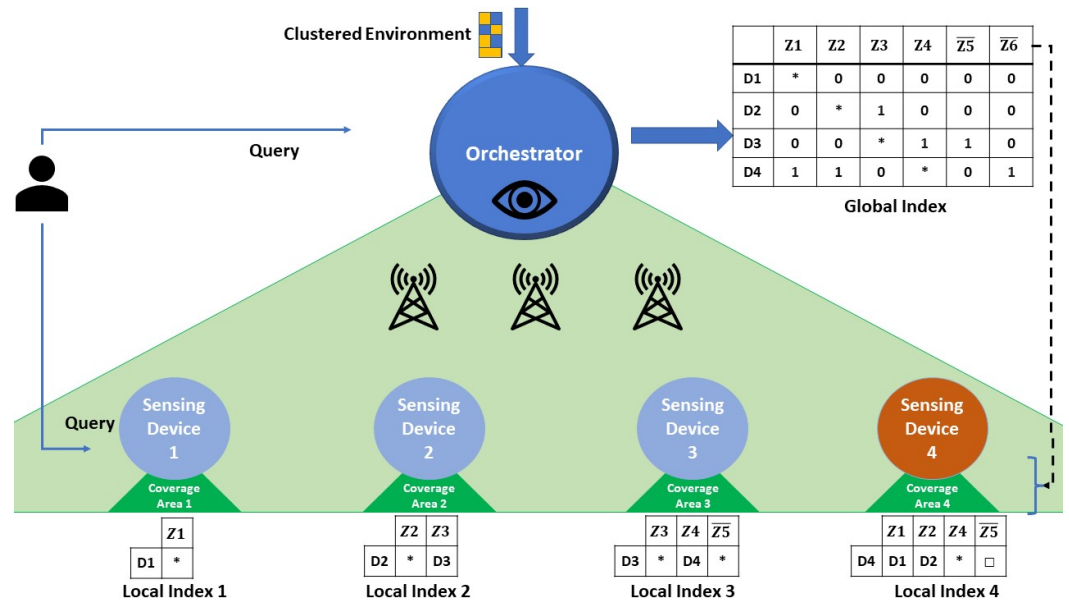 Clustered Environment
Z1 Z2 Z3 Z4 Z̅5̅ Z̅6̅
D1 * 0 0 0 0 0
D2 0 * 1 0 0 0
D3 0 0 * 1 1 0
D4 1 1 0 * 0 1
Global Index
Orchestrator
Query
Query
Sensing
Device
1
Sensing
Device
2
Sensing
Device
3
Sensing
Device
4
Coverage
Area 1
Coverage
Area 2
Coverage
Area 3
Coverage
Area 4
Z1
D1 *
Local Index 1
Z2 Z3
D2 * D3
Local Index 2
Z3 Z4 Z̅5̅
D3 * D4 *
Local Index 3
Z1 Z2 Z4 Z̅5̅
D4 D1 D2 * □
Local Index 4